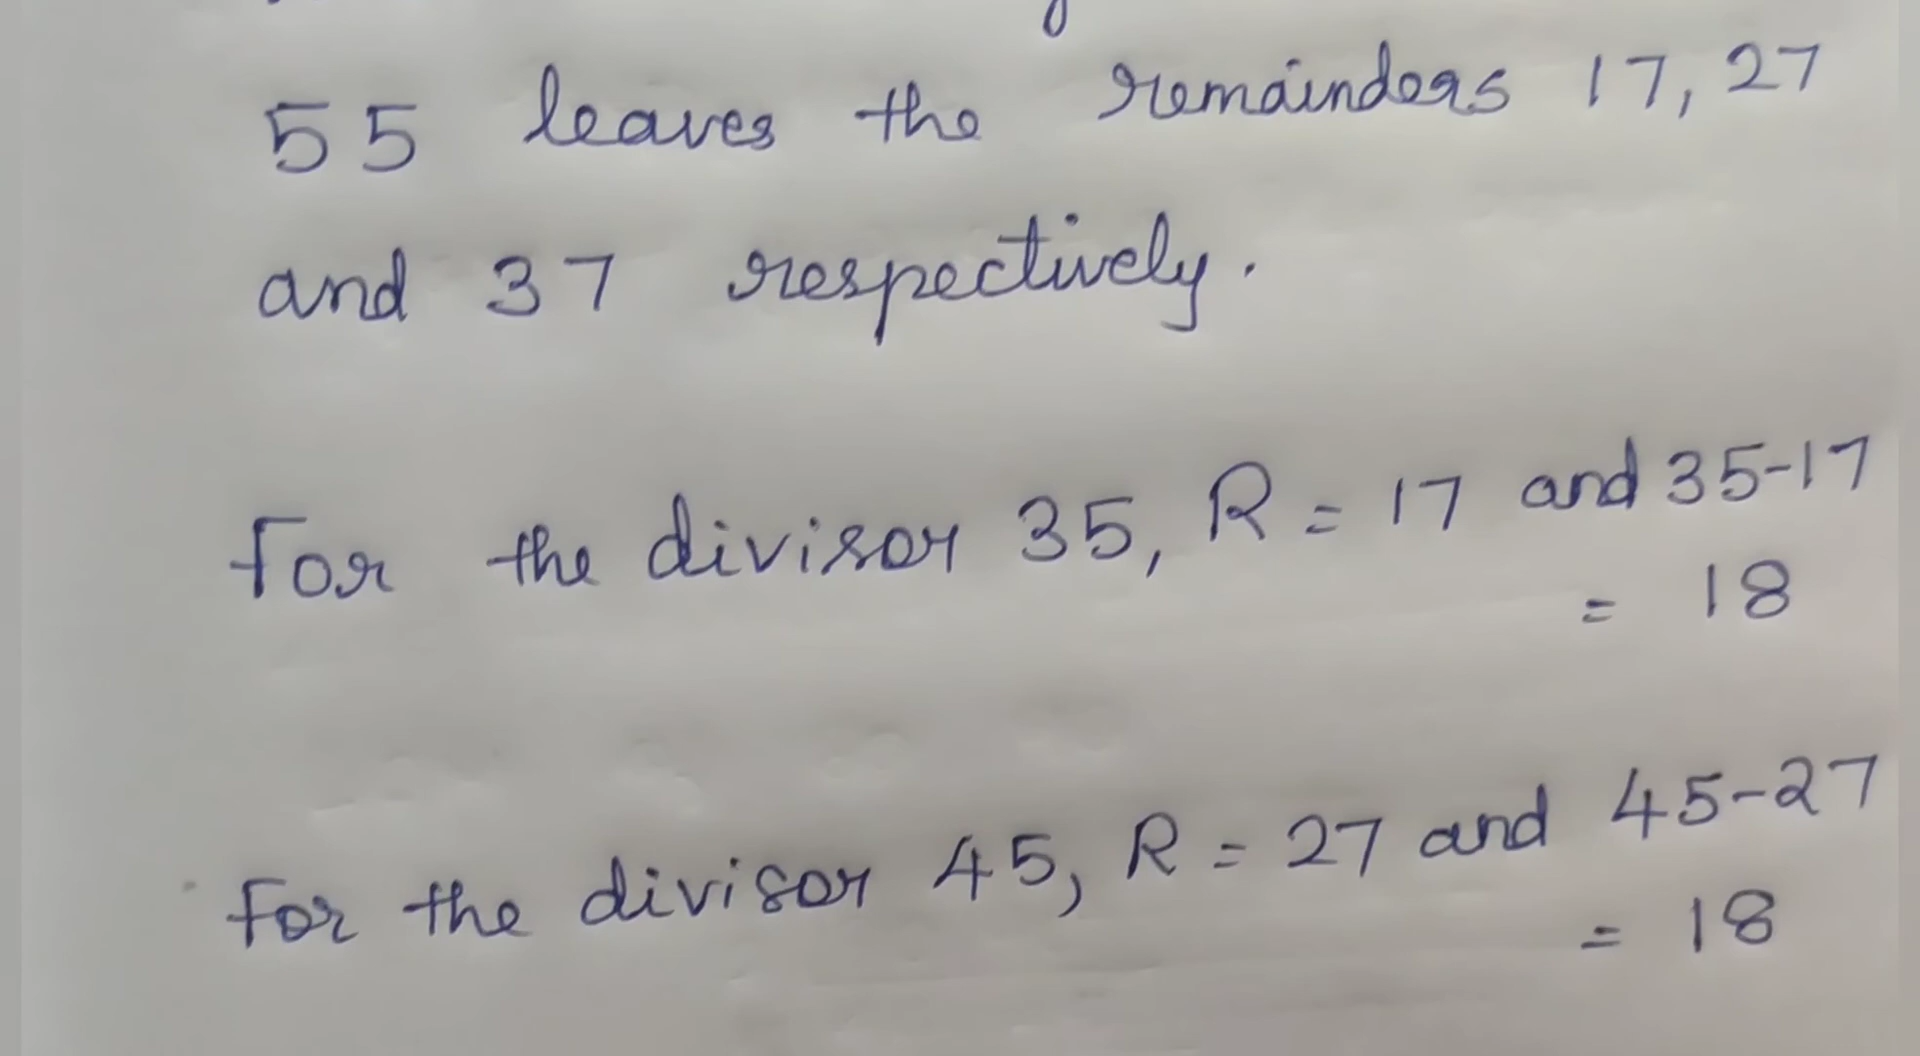 55 leaves the remainders 17, 27
and 37 respectively.
For the divisor 35, R = 17 and 35-17
= 18
For the divisor 45, R = 27 and 45-27
= 18